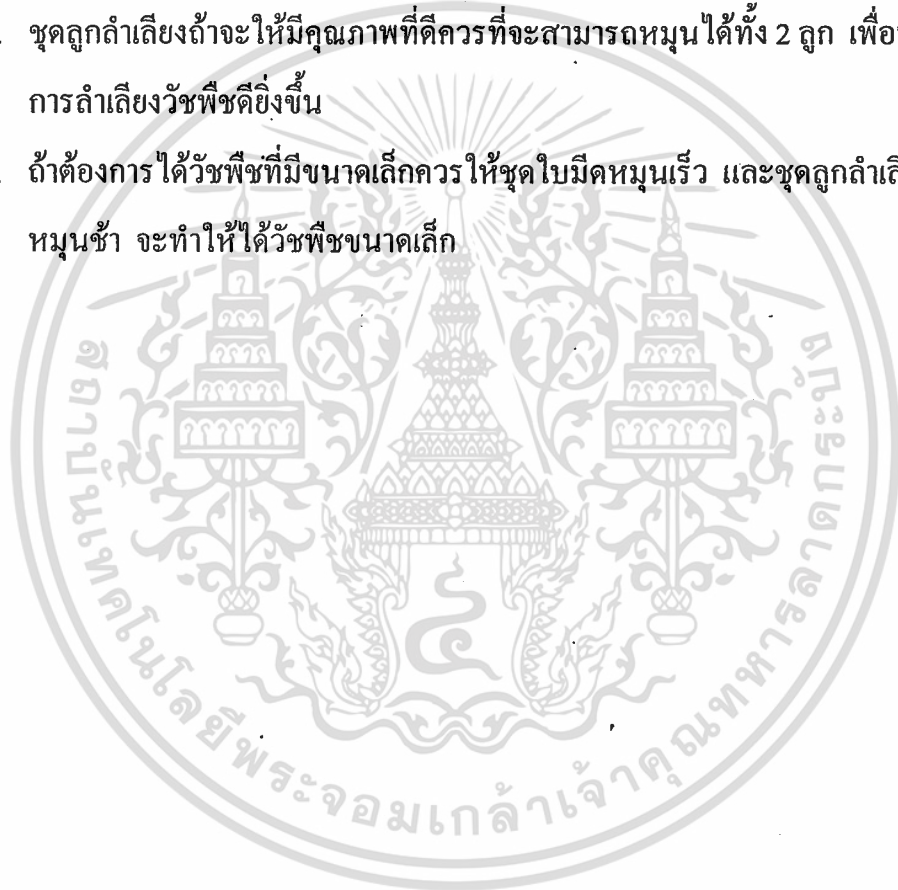 . ชุดลูกลำเลียงถ้าจะให้มีคุณภาพที่ดีควรที่จะสามารถหมุนได้ทั้ง 2 ลูก เพื่อ
การลำเลียงวัชพืชดียิ่งขึ้น
. ถ้าต้องการได้วัชพืชที่มีขนาดเล็กควรให้ชุดใบมีดหมุนเร็ว และชุดลูกลำเลี
หมุนช้า จะทำให้ได้วัชพืชขนาดเล็ก
สถาบันเทคโนโลยีพระจอมเกล้าเจ้าคุณทหารลาดกระบัง